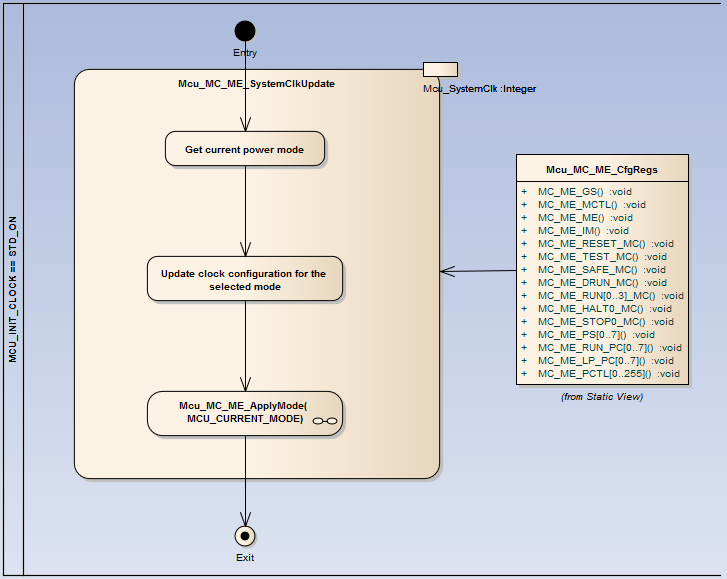 Entry
Mcu_MC_ME_SystemClkUpdate
Mcu_SystemClk :Integer
Get current power mode
Update clock configuration for the
selected mode
Mcu_MC_ME_ApplyMode(
MCU_CURRENT_MODE)
Exit
MCU_INIT_CLOCK == STD_ON
Mcu_MC_ME_CfgRegs
+ MC_ME_GS() :void
+ MC_ME_MCTL() :void
+ MC_ME_ME() :void
+ MC_ME_IM() :void
+ MC_ME_RESET_MC() :void
+ MC_ME_TEST_MC() :void
+ MC_ME_SAFE_MC() :void
+ MC_ME_DRUN_MC() :void
+ MC_ME_RUN[0..3]_MC() :void
+ MC_ME_HALT0_MC() :void
+ MC_ME_STOP0_MC() :void
+ MC_ME_PS[0..7]() :void
+ MC_ME_RUN_PC[0..7]() :void
+ MC_ME_LP_PC[0..7]() :void
+ MC_ME_PCTL[0..255]() :void
(from Static View)